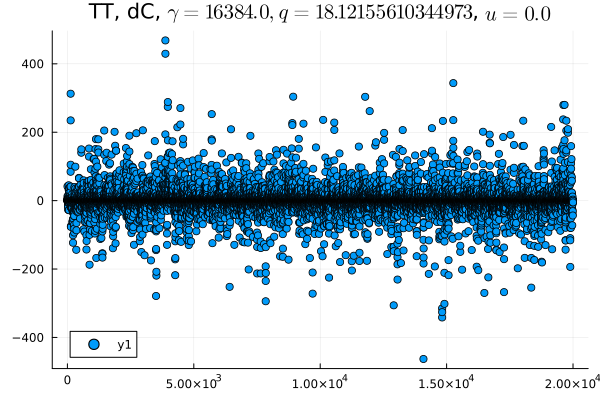 TT, dC, γ = 16384.0, q = 18.12155610344973, u = 0.0
400
200
0
−200
−400
y1
0 5.00×10³ 1.00×10⁴ 1.50×10⁴ 2.00×10⁴